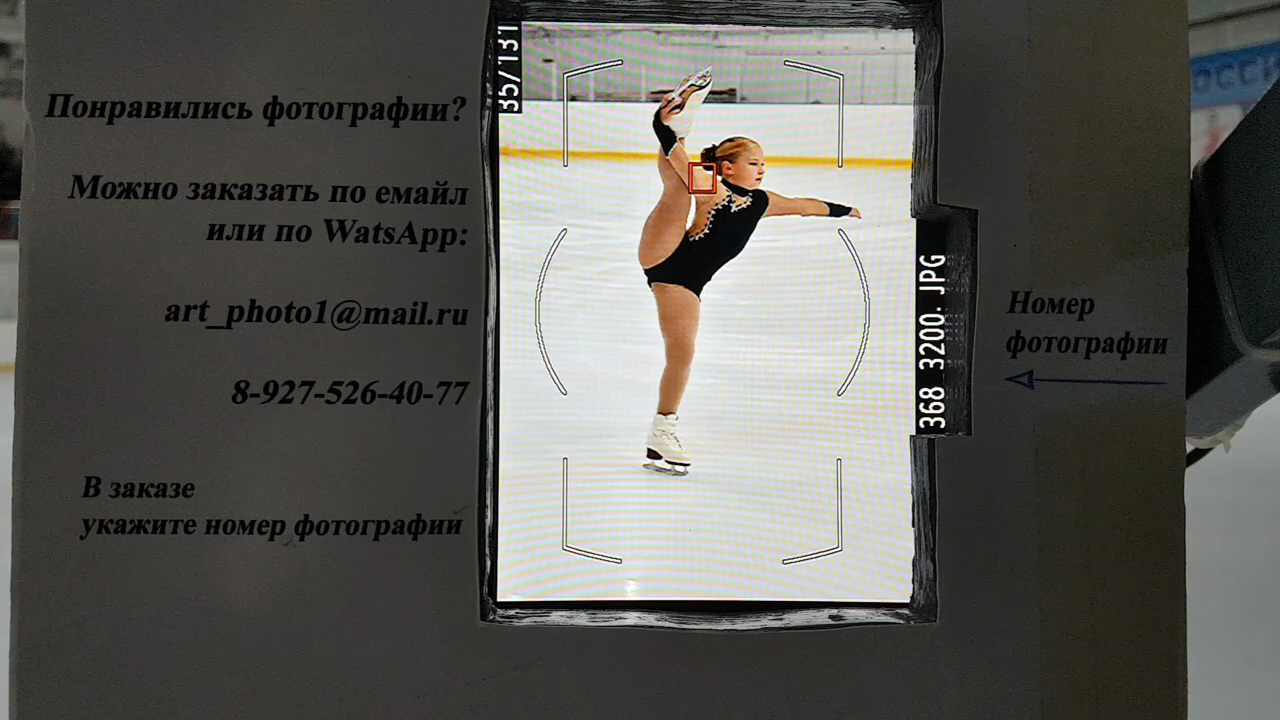 Понравились фотографии?
Можно заказать по емайл
или по WatsApp:
art_photo1@mail.ru
8-927-526-40-77
В заказе
укажите номер фотографии
35/131
368_3200.JPG
Номер
фотографии